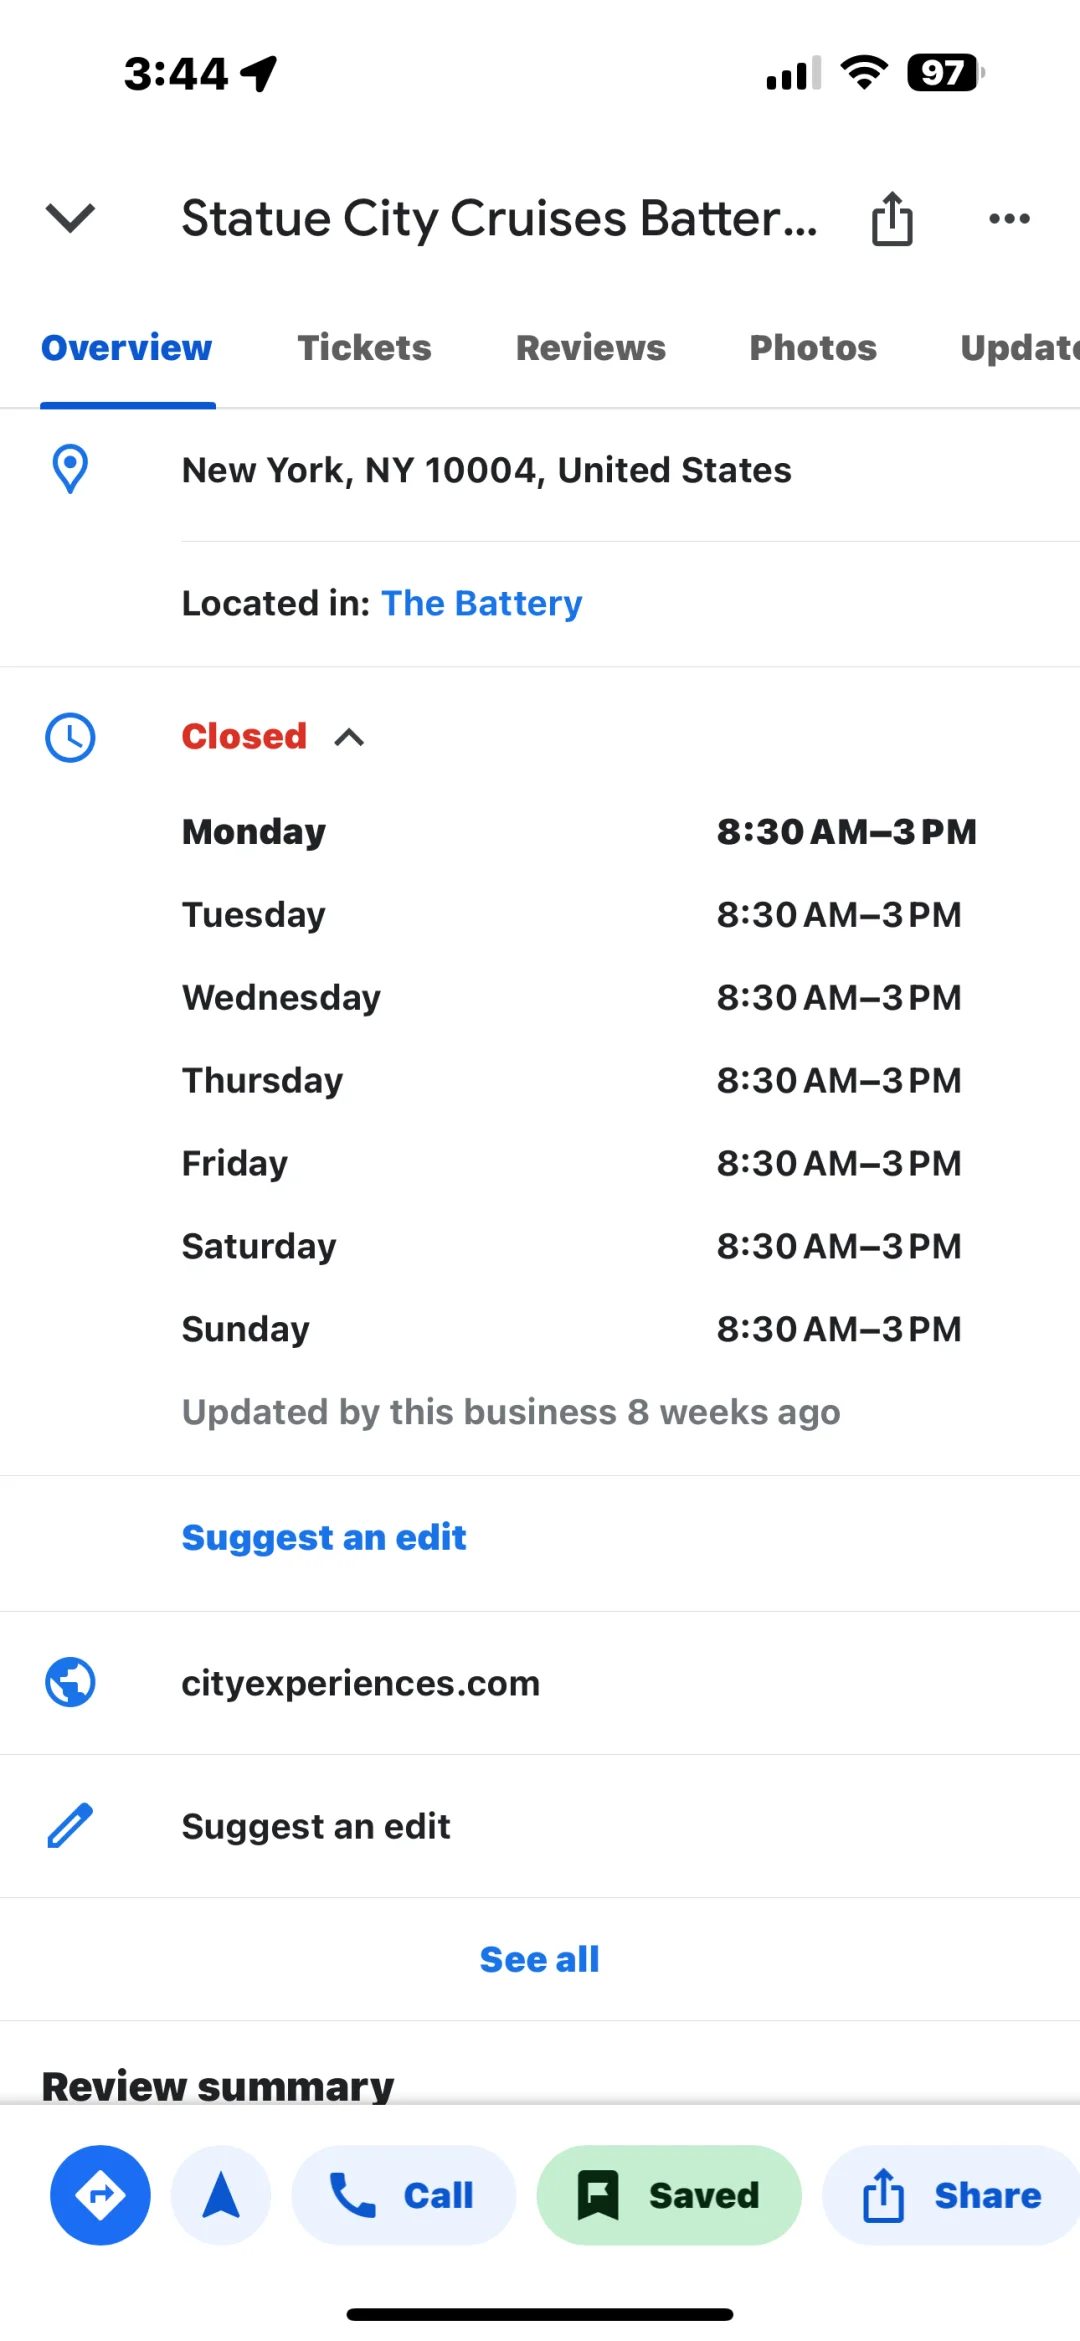 3:44
97
Statue City Cruises Batter...
Overview Tickets Reviews Photos Update
New York, NY 10004, United States
Located in: The Battery
Closed
Monday 8:30 AM–3 PM
Tuesday 8:30 AM–3 PM
Wednesday 8:30 AM–3 PM
Thursday 8:30 AM–3 PM
Friday 8:30 AM–3 PM
Saturday 8:30 AM–3 PM
Sunday 8:30 AM–3 PM
Updated by this business 8 weeks ago
Suggest an edit
cityexperiences.com
Suggest an edit
See all
Review summary
Call Saved Share